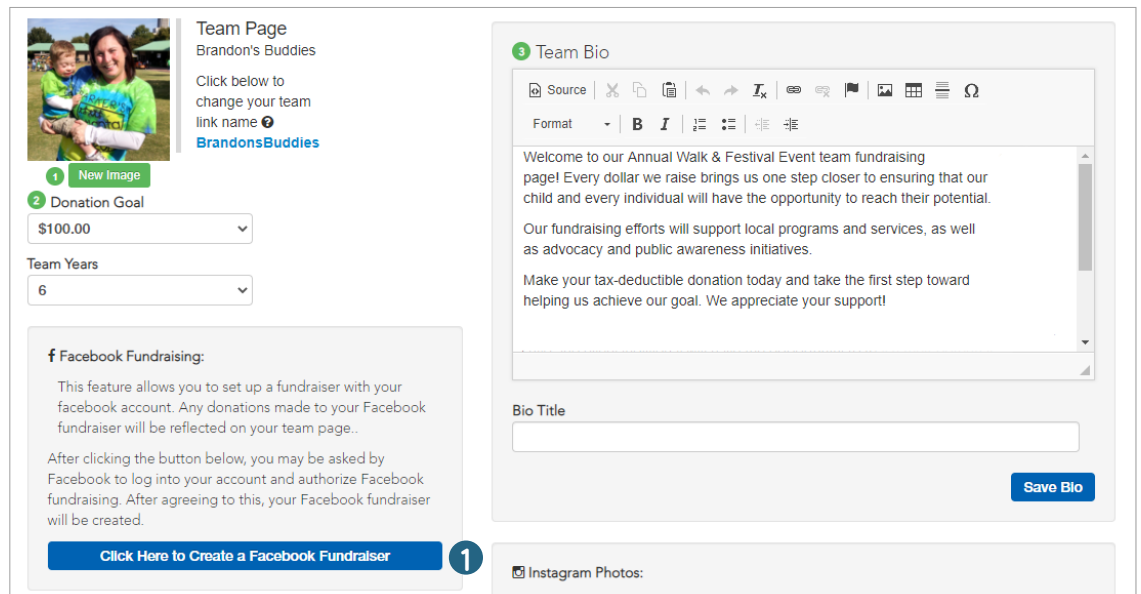 Team Page
Brandon's Buddies
Click below to
change your team
link name ?
BrandonsBuddies
1 New Image
2 Donation Goal
$100.00
Team Years
6
f Facebook Fundraising:
This feature allows you to set up a fundraiser with your
facebook account. Any donations made to your Facebook
fundraiser will be reflected on your team page..
After clicking the button below, you may be asked by
Facebook to log into your account and authorize Facebook
fundraising. After agreeing to this, your Facebook fundraiser
will be created.
Click Here to Create a Facebook Fundraiser 1
3 Team Bio
Source
Format B I
Welcome to our Annual Walk & Festival Event team fundraising
page! Every dollar we raise brings us one step closer to ensuring that our
child and every individual will have the opportunity to reach their potential.
Our fundraising efforts will support local programs and services, as well
as advocacy and public awareness initiatives.
Make your tax-deductible donation today and take the first step toward
helping us achieve our goal. We appreciate your support!
Bio Title
Save Bio
Instagram Photos: